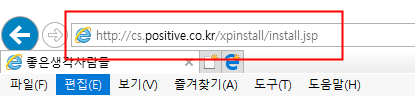 http://cs.positive.co.kr/xpinstall/install.jsp
좋은생각사람들
파일(F) 편집(E) 보기(V) 즐겨찾기(A) 도구(T) 도움말(H)